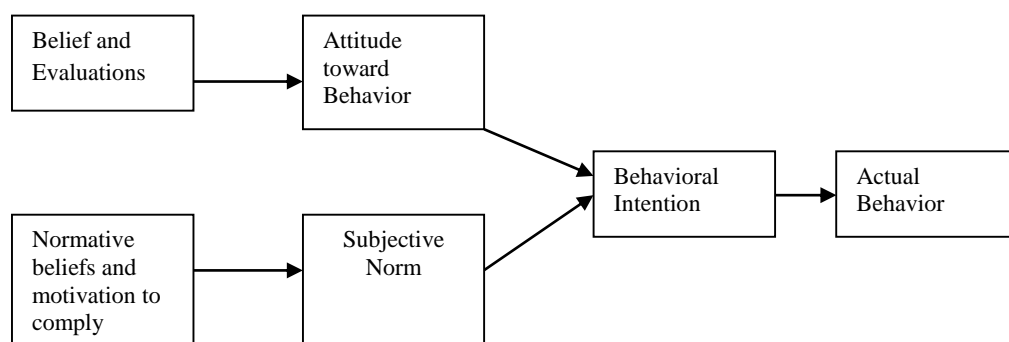 Belief and
Evaluations
Attitude
toward
Behavior
Behavioral
Intention
Actual
Behavior
Normative
beliefs and
motivation to
comply
Subjective
Norm